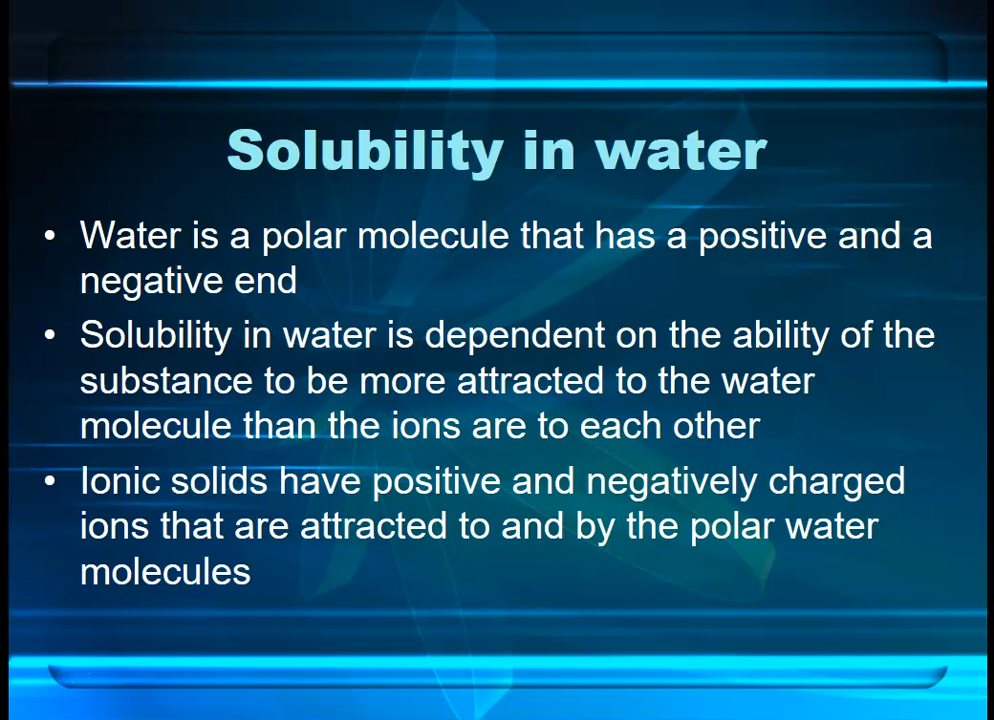 Solubility in water
• Water is a polar molecule that has a positive and a
negative end
• Solubility in water is dependent on the ability of the
substance to be more attracted to the water
molecule than the ions are to each other
• Ionic solids have positive and negatively charged
ions that are attracted to and by the polar water
molecules